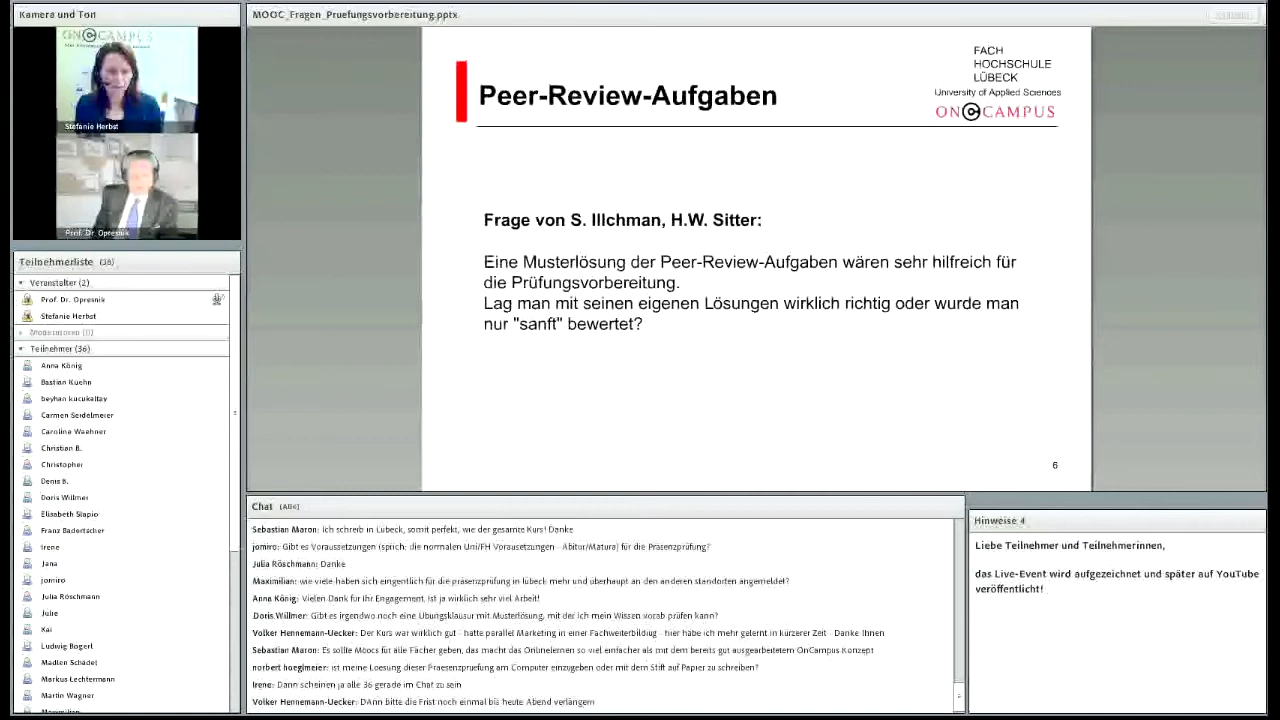 Kamera und Ton
ONCAMPUS
Stefanie Herbst
Prof. Dr. Opresnik
Teilnehmerliste (38)
Veranstalter (2)
Prof. Dr. Opresnik
Stefanie Herbst
Moderatoren (0)
Teilnehmer (36)
Anna König
Bastian Kuehn
beyhan kucukaltay
Carmen Seidelmeier
Caroline Waehner
Christian B.
Christopher
Denis B.
Doris Willmer
Elisabeth Slapio
Franz Badertscher
Irene
Jana
jomiro
Julia Röschmann
Julie
Kai
Ludwig Bogerl
Madlen Schädel
Markus Lechtermann
Martin Wagner
Maximilian
MOOC_Fragen_Pruefungsvorbereitung.pptx
Peer-Review-Aufgaben
FACH
HOCHSCHULE
LÜBECK
University of Applied Sciences
ONCAMPUS
Frage von S. Illchman, H.W. Sitter:
Eine Musterlösung der Peer-Review-Aufgaben wären sehr hilfreich für
die Prüfungsvorbereitung.
Lag man mit seinen eigenen Lösungen wirklich richtig oder wurde man
nur "sanft" bewertet?
6
Chat (Alle)
Sebastian Maron: Ich schreib in Lübeck, somit perfekt, wie der gesamte Kurs! Danke
jomiro: Gibt es Voraussetzungen (sprich: die normalen Uni/FH Vorausetzungen - Abitur/Matura) für die Präsenzprüfung?
Julia Röschmann: Danke
Maximilian: wie viele haben sich eingentlich für die präsenzprüfung in lübeck mehr und überhaupt an den anderen standorten angemeldet?
Anna König: Vielen Dank für Ihr Engagement, ist ja wirklich sehr viel Arbeit!
Doris Willmer: Gibt es irgendwo noch eine Übungsklausur mit Musterlösung, mit der ich mein Wissen vorab prüfen kann?
Volker Hennemann-Uecker: Der Kurs war wirklich gut - hatte parallel Marketing in einer Fachweiterbildiug - hier habe ich mehr gelernt in kürzerer Zeit - Danke Ihnen
Sebastian Maron: Es sollte Moocs für alle Fächer geben, das macht das Onlinelernen so viel einfacher als mit dem bereits gut ausgearbeitetem OnCampus Konzept
norbert hoeglmeier: ist meine Loesung dieser Praesenzpruefung am Computer einzugeben oder mit dem Stift auf Papier zu schreiben?
Irene: Dann scheinen ja alle 36 gerade im Chat zu sein
Volker Hennemann-Uecker: DAnn bitte die Frist noch einmal bis heute Abend verlängern
Hinweise 4
Liebe Teilnehmer und Teilnehmerinnen,
das Live-Event wird aufgezeichnet und später auf YouTube
veröffentlicht!